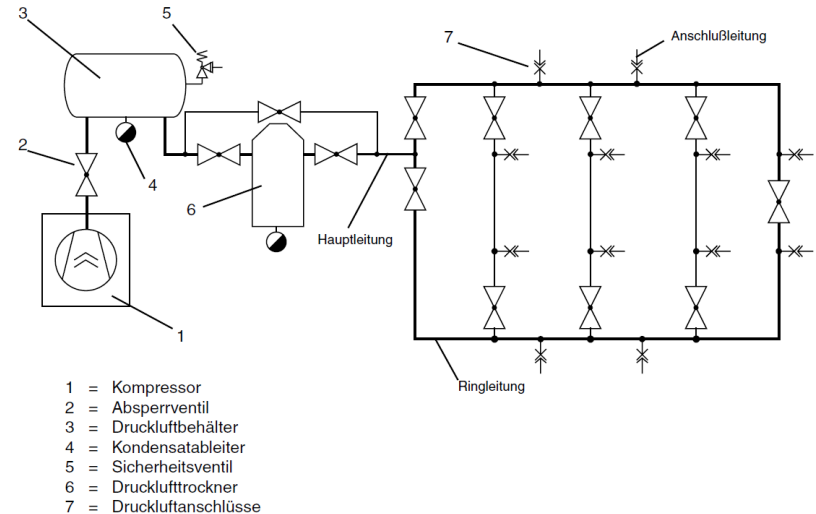 3
5
7
Anschlußleitung
2
4
6
Hauptleitung
1
Ringleitung
1 = Kompressor
2 = Absperrventil
3 = Druckluftbehälter
4 = Kondensatableiter
5 = Sicherheitsventil
6 = Drucklufttrockner
7 = Druckluftanschlüsse